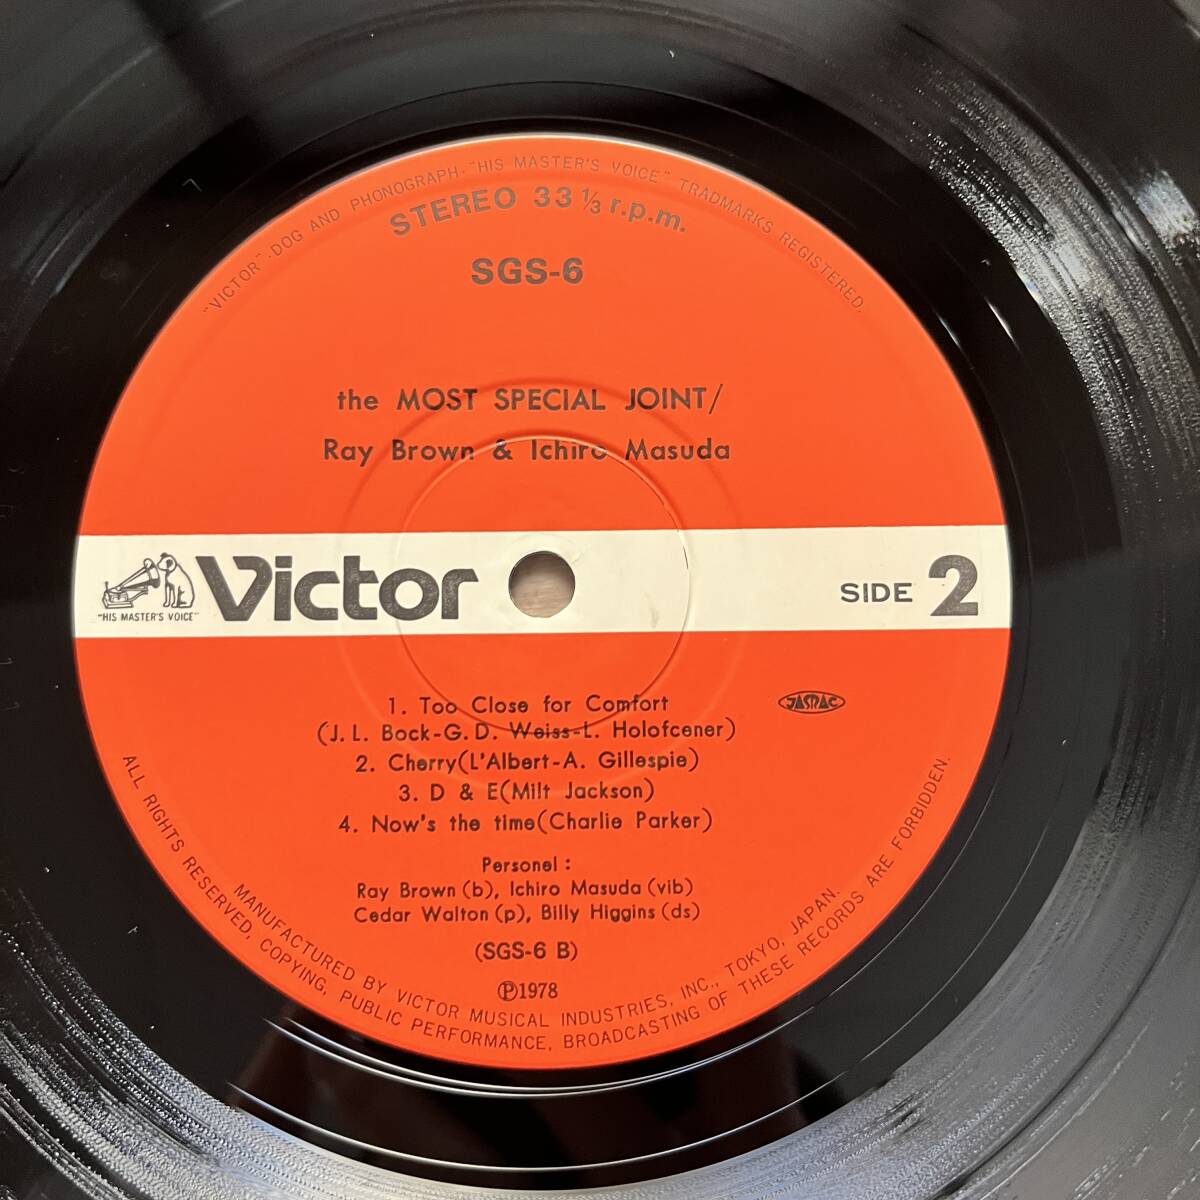 "VICTOR"-DOG AND PHONOGRAPH-"HIS MASTER'S VOICE" TRADMARKS REGISTERED.
STEREO 33 ⅓ r.p.m.
SGS-6
the MOST SPECIAL JOINT/
Ray Brown & Ichiro Masuda
"HIS MASTER'S VOICE"
Victor
SIDE 2
1. Too Close for Comfort
(J. L. Bock-G. D. Weiss-L. Holofcener)
JASRAC
2. Cherry(L'Albert-A. Gillespie)
3. D & E(Milt Jackson)
4. Now's the time(Charlie Parker)
Personel :
Ray Brown (b), Ichiro Masuda (vib)
Cedar Walton (p), Billy Higgins (ds)
(SGS-6 B)
Ⓟ1978
MANUFACTURED BY VICTOR MUSICAL INDUSTRIES, INC., TOKYO, JAPAN.
ALL RIGHTS RESERVED, COPYING, PUBLIC PERFORMANCE, BROADCASTING OF THESE RECORDS ARE FORBIDDEN.